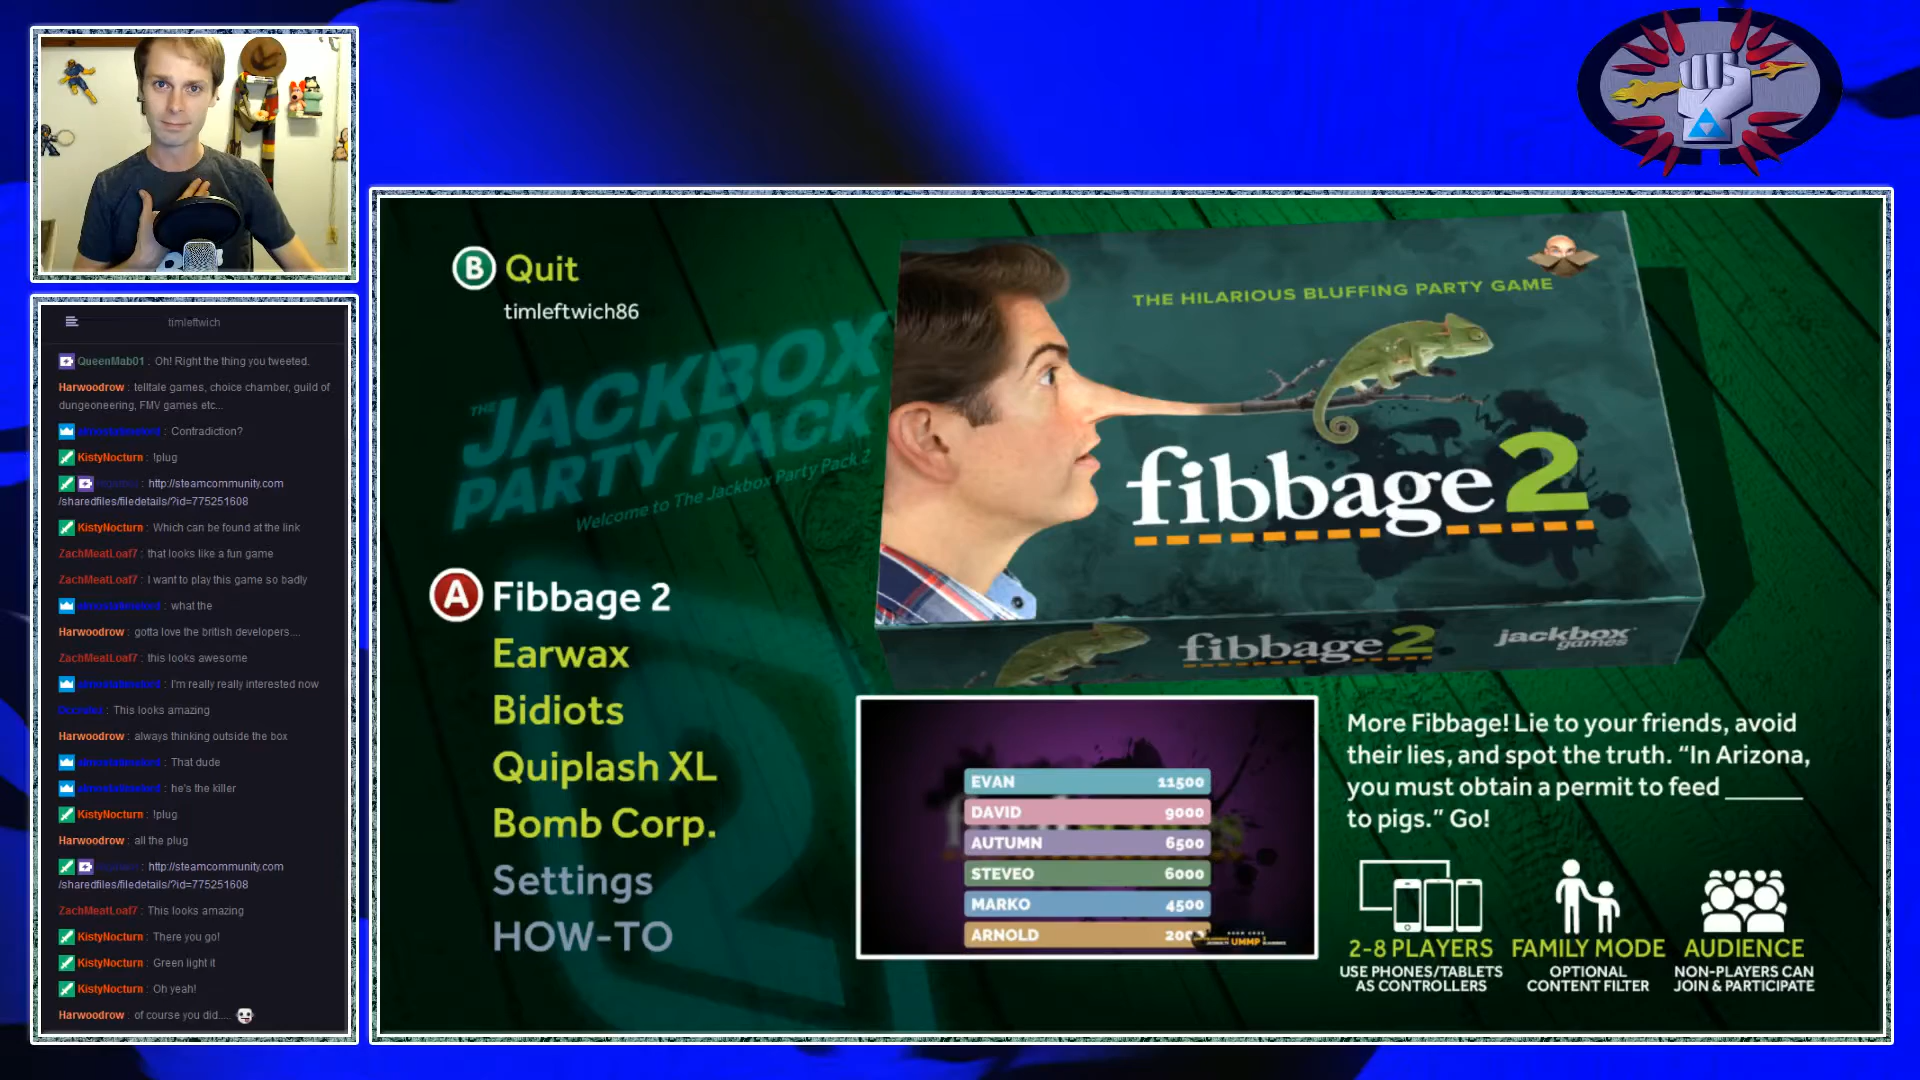 timleftwich
QueenMab01 : Oh! Right the thing you tweeted.
Harwoodrow : telltale games, choice chamber, guild of
dungeoneering, FMV games etc...
: Contradiction?
KistyNocturn : !plug
: http://steamcommunity.com
/sharedfiles/filedetails/?id=775251608
KistyNocturn : Which can be found at the link
ZachMeatLoaf7 : that looks like a fun game
ZachMeatLoaf7 : I want to play this game so badly
: what the
Harwoodrow : gotta love the british developers....
ZachMeatLoaf7 : this looks awesome
: I'm really really interested now
: This looks amazing
Harwoodrow : always thinking outside the box
: That dude
: he's the killer
KistyNocturn : !plug
Harwoodrow : all the plug
: http://steamcommunity.com
/sharedfiles/filedetails/?id=775251608
ZachMeatLoaf7 : This looks amazing
KistyNocturn : There you go!
KistyNocturn : Green light it
KistyNocturn : Oh yeah!
Harwoodrow : of course you did.....
B Quit
timleftwich86
THE JACKBOX
PARTY PACK
Welcome to The Jackbox Party Pack 2
A Fibbage 2
Earwax
Bidiots
Quiplash XL
Bomb Corp.
Settings
HOW-TO
THE HILARIOUS BLUFFING PARTY GAME
fibbage 2
fibbage 2
jackbox games
EVAN 11500
DAVID 9000
AUTUMN 6500
STEVEO 6000
MARKO 4500
ARNOLD
UMMP
More Fibbage! Lie to your friends, avoid
their lies, and spot the truth. “In Arizona,
you must obtain a permit to feed ______
to pigs.” Go!
2-8 PLAYERS
USE PHONES/TABLETS
AS CONTROLLERS
FAMILY MODE
OPTIONAL
CONTENT FILTER
AUDIENCE
NON-PLAYERS CAN
JOIN & PARTICIPATE